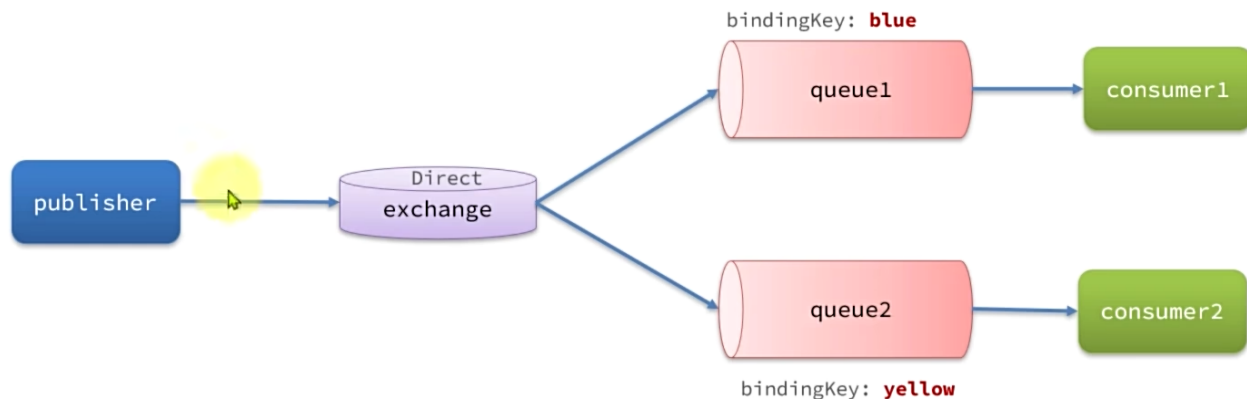 bindingKey: blue
queue1
consumer1
publisher
Direct
exchange
queue2
consumer2
bindingKey: yellow